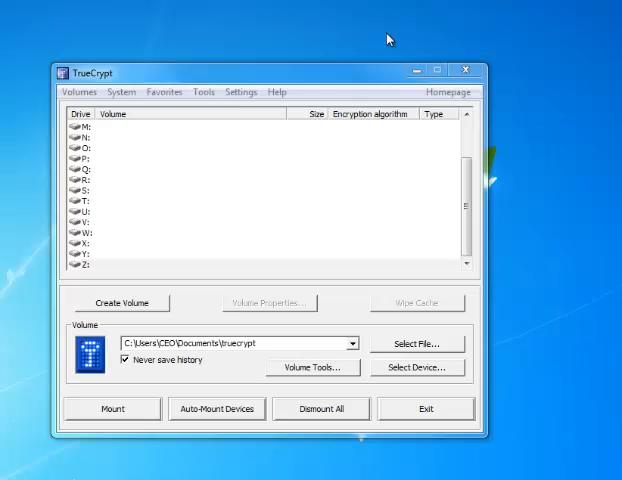 TrueCrypt
Volumes System Favorites Tools Settings Help Homepage
Drive Volume Size Encryption algorithm Type
M:
N:
O:
P:
Q:
R:
S:
T:
U:
V:
W:
X:
Y:
Z:
Create Volume Volume Properties... Wipe Cache
Volume
C:\Users\CEO\Documents\truecrypt Select File...
Never save history
Volume Tools... Select Device...
Mount Auto-Mount Devices Dismount All Exit